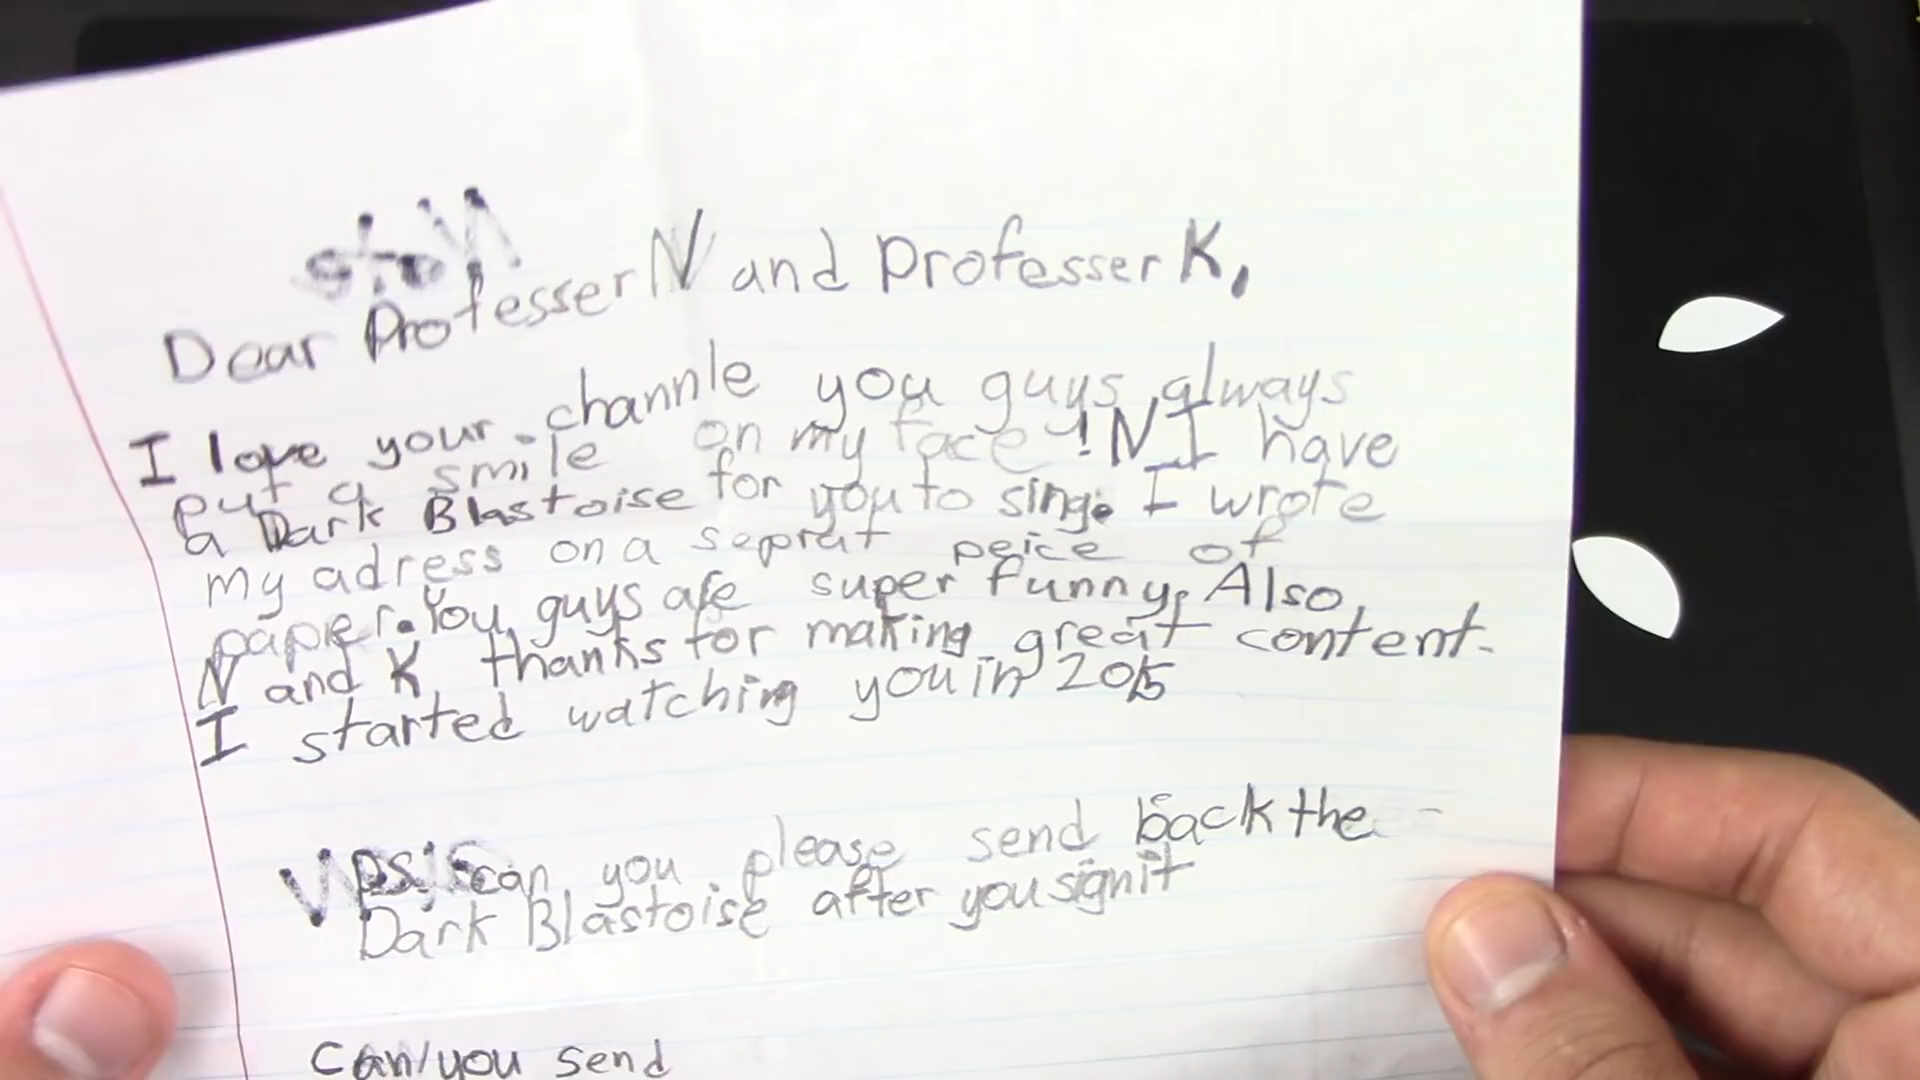 Dear Professer N and Professer K,
I love your channle you guys always
put a smile on my face! N I have
a Dark Blastoise for you to sing. I wrote
my adress on a seprat peice of
paper. You guys are super funny. Also,
N and K thanks for making great content.
I started watching you in 2015
ps. can you please send back the
Dark Blastoise after you sign it
Can you send